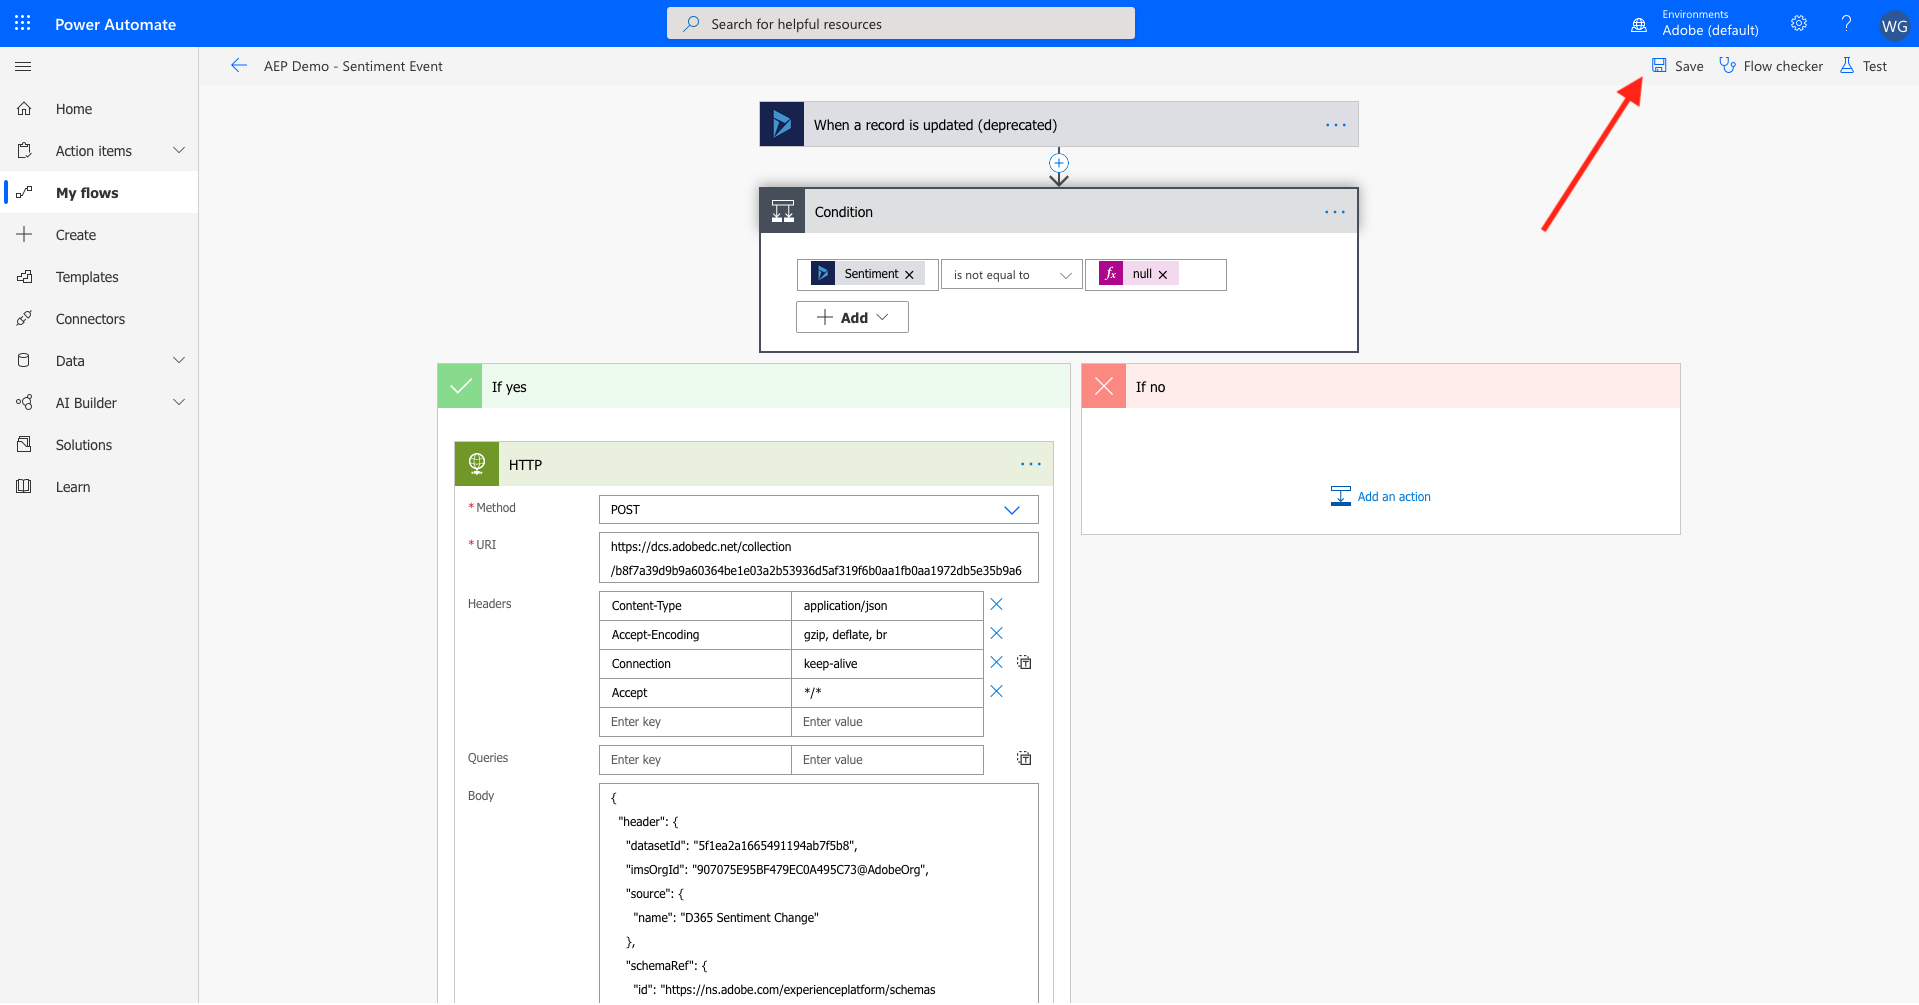 Power Automate
Search for helpful resources
Environments
Adobe (default)
?
WG
AEP Demo - Sentiment Event
Save
Flow checker
Test
Home
Action items
My flows
Create
Templates
Connectors
Data
AI Builder
Solutions
Learn
When a record is updated (deprecated)
Condition
Sentiment
is not equal to
fx
null
Add
If yes
If no
HTTP
Add an action
* Method
POST
* URI
https://dcs.adobedc.net/collection
/b8f7a39d9b9a60364be1e03a2b53936d5af319f6b0aa1fb0aa1972db5e35b9a6
Headers
Content-Type
application/json
Accept-Encoding
gzip, deflate, br
Connection
keep-alive
Accept
*/*
Enter key
Enter value
Queries
Enter key
Enter value
Body
{
"header": {
"datasetId": "5f1ea2a1665491194ab7f5b8",
"imsOrgId": "907075E95BF479EC0A495C73@AdobeOrg",
"source": {
"name": "D365 Sentiment Change"
},
"schemaRef": {
"id": "https://ns.adobe.com/experienceplatform/schemas